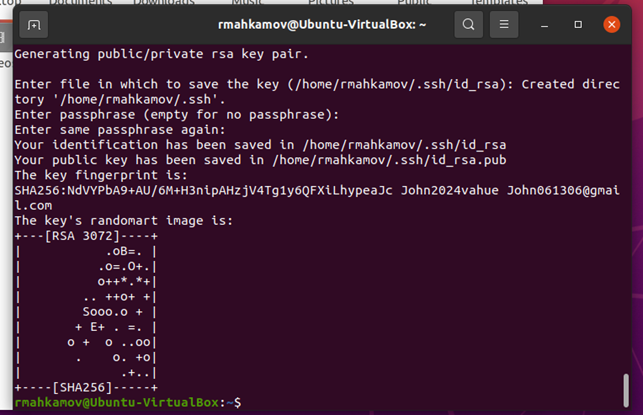 Documents
Downloads
Music
Pictures
Public
Templates
rmahkamov@Ubuntu-VirtualBox: ~
Generating public/private rsa key pair.
Enter file in which to save the key (/home/rmahkamov/.ssh/id_rsa): Created direc
tory '/home/rmahkamov/.ssh'.
Enter passphrase (empty for no passphrase):
Enter same passphrase again:
Your identification has been saved in /home/rmahkamov/.ssh/id_rsa
Your public key has been saved in /home/rmahkamov/.ssh/id_rsa.pub
The key fingerprint is:
SHA256:NdVYPbA9+AU/6M+H3nipAHzjV4Tg1y6QFXiLhypeaJc John2024vahue John061306@gmai
l.com
The key's randomart image is:
+---[RSA 3072]----+
|           .oB=. |
|          .o=.O+.|
|          o++*.*+|
|        .. ++o+ +|
|        Sooo.o + |
|       + E+ . =. |
|      o +  o ..oo|
|       .    o. +o|
|             .+..|
+----[SHA256]-----+
rmahkamov@Ubuntu-VirtualBox:~$